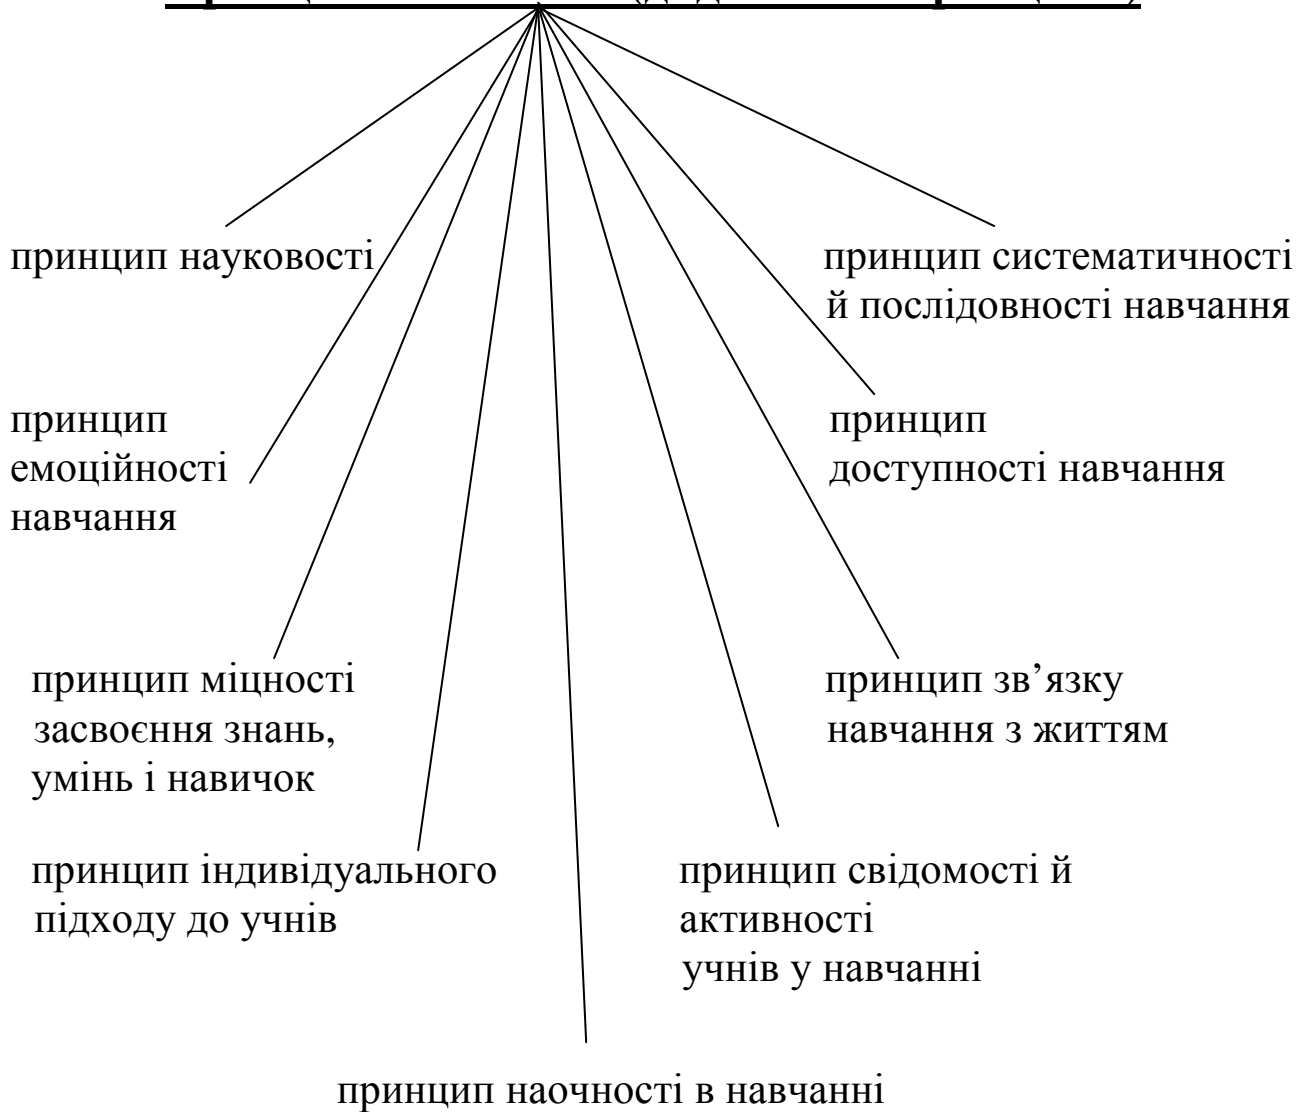 принцип науковості
принцип систематичності
й послідовності навчання
принцип
емоційності
навчання
принцип
доступності навчання
принцип міцності
засвоєння знань,
умінь і навичок
принцип зв’язку
навчання з життям
принцип індивідуального
підходу до учнів
принцип свідомості й
активності
учнів у навчанні
принцип наочності в навчанні